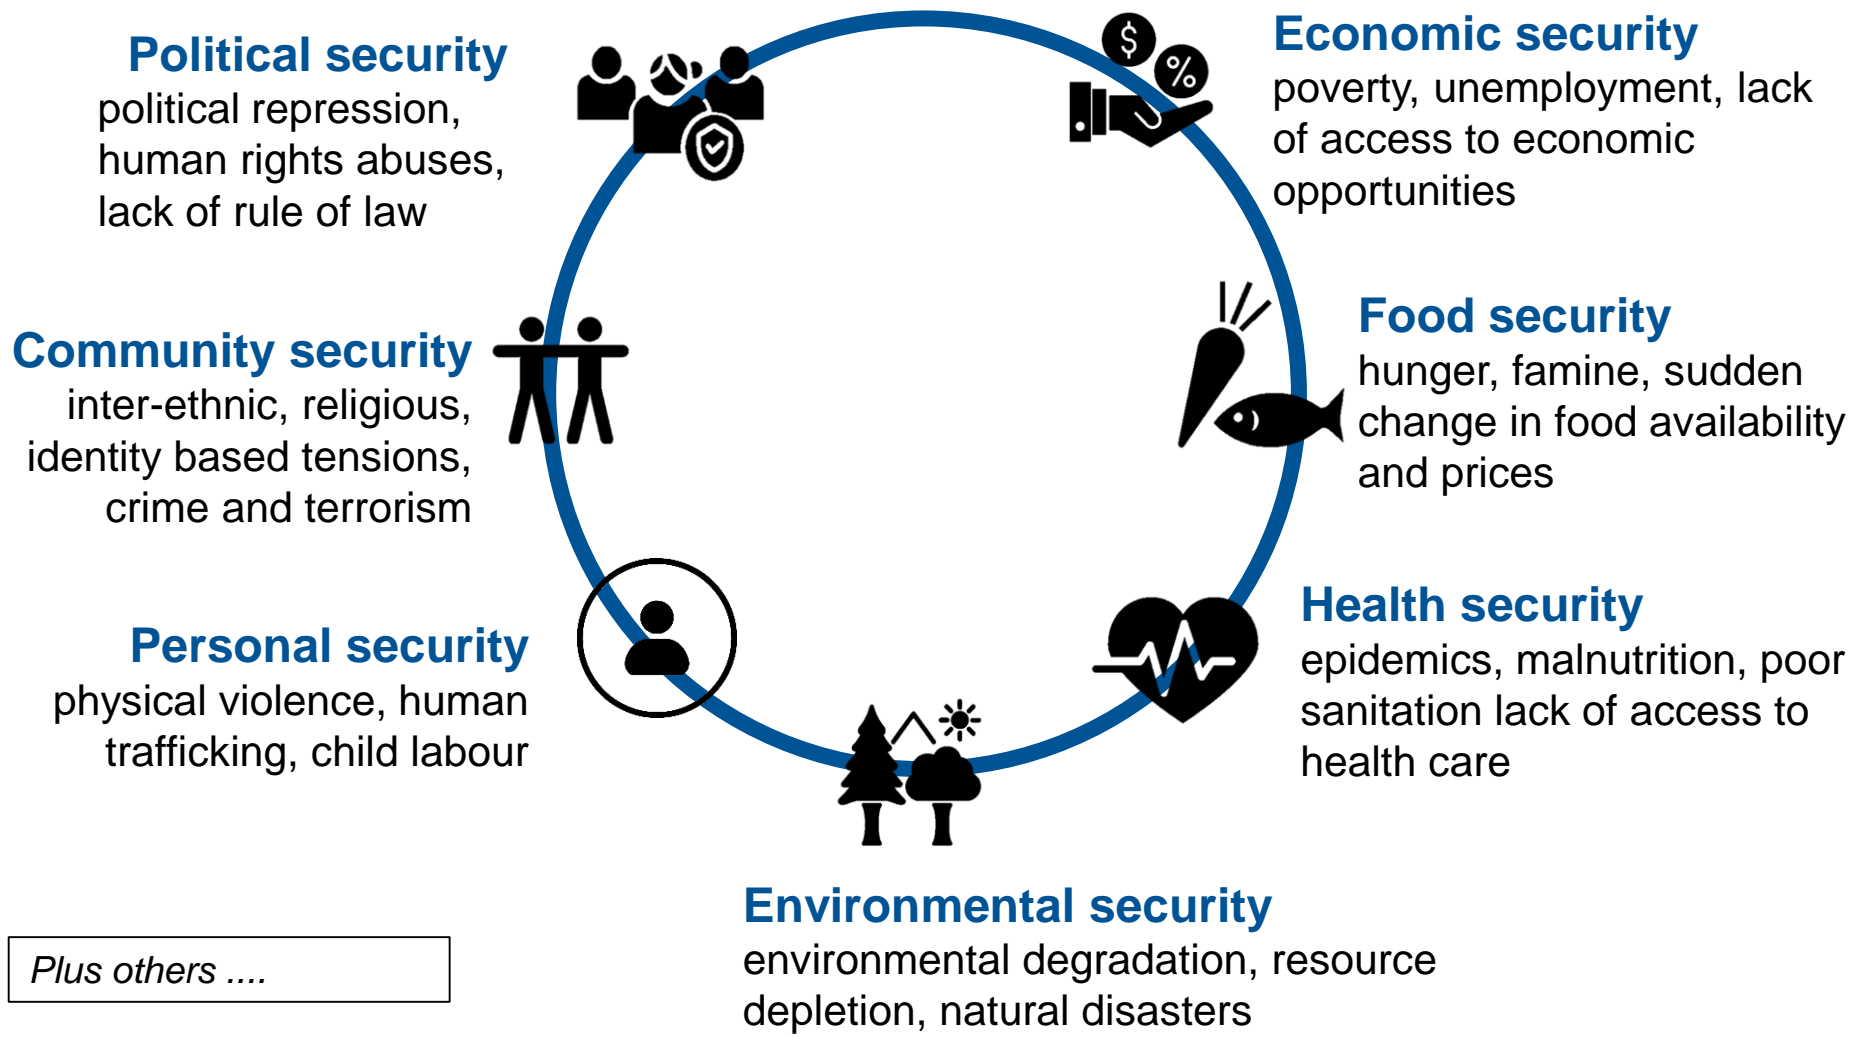 Political security
political repression,
human rights abuses,
lack of rule of law
$
%
Economic security
poverty, unemployment, lack
of access to economic
opportunities
Community security
inter-ethnic, religious,
identity based tensions,
crime and terrorism
Food security
hunger, famine, sudden
change in food availability
and prices
Personal security
physical violence, human
trafficking, child labour
Health security
epidemics, malnutrition, poor
sanitation lack of access to
health care
Environmental security
environmental degradation, resource
depletion, natural disasters
Plus others ....